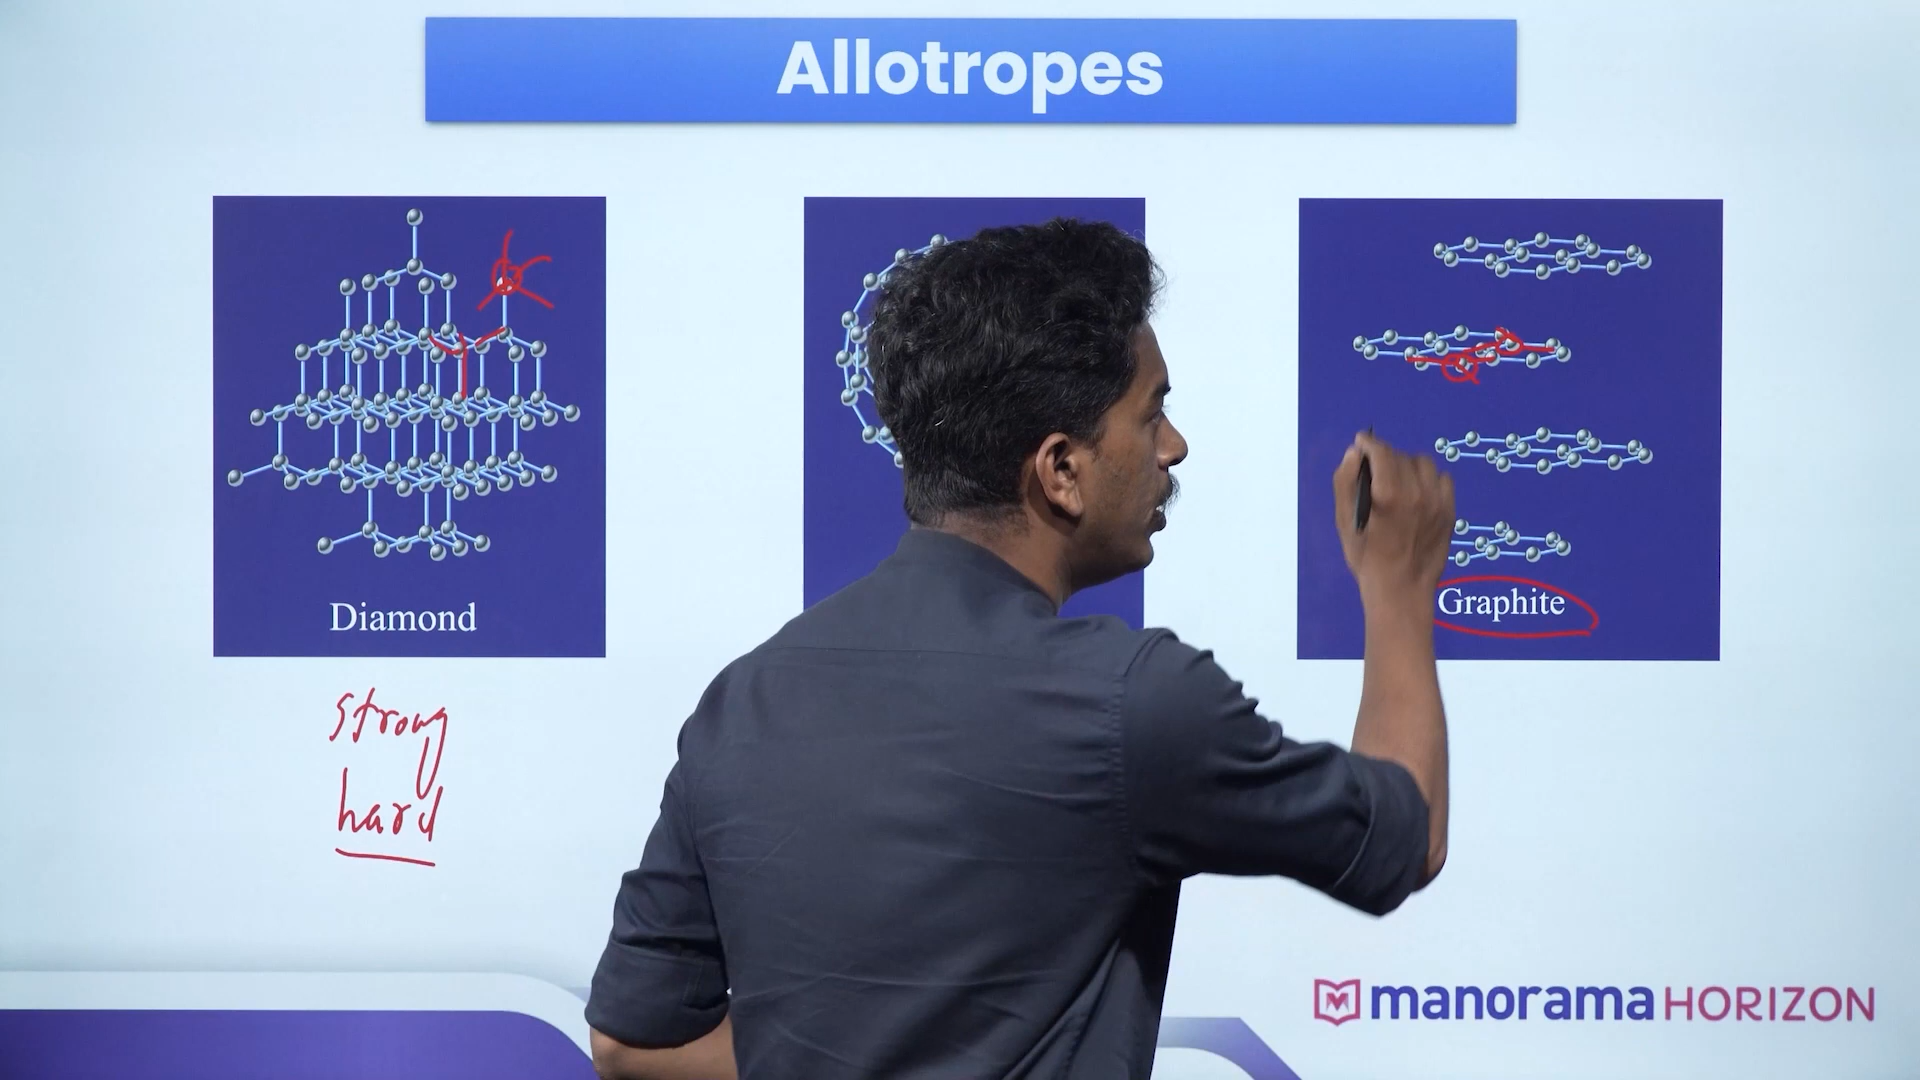 Allotropes
Diamond
Graphite
strong
hard
manorama HORIZON